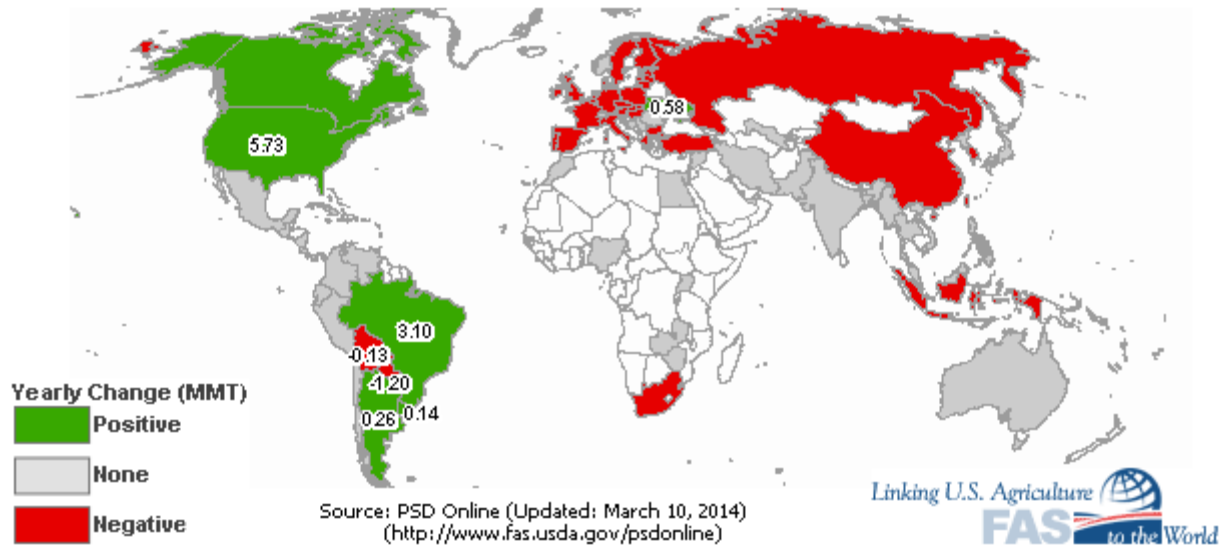 0.58
5.73
3.10
-0.13
-1.20
0.26
0.14
Yearly Change (MMT)
Positive
None
Negative
Source: PSD Online (Updated: March 10, 2014)
(http://www.fas.usda.gov/psdonline)
Linking U.S. Agriculture
FAS to the World